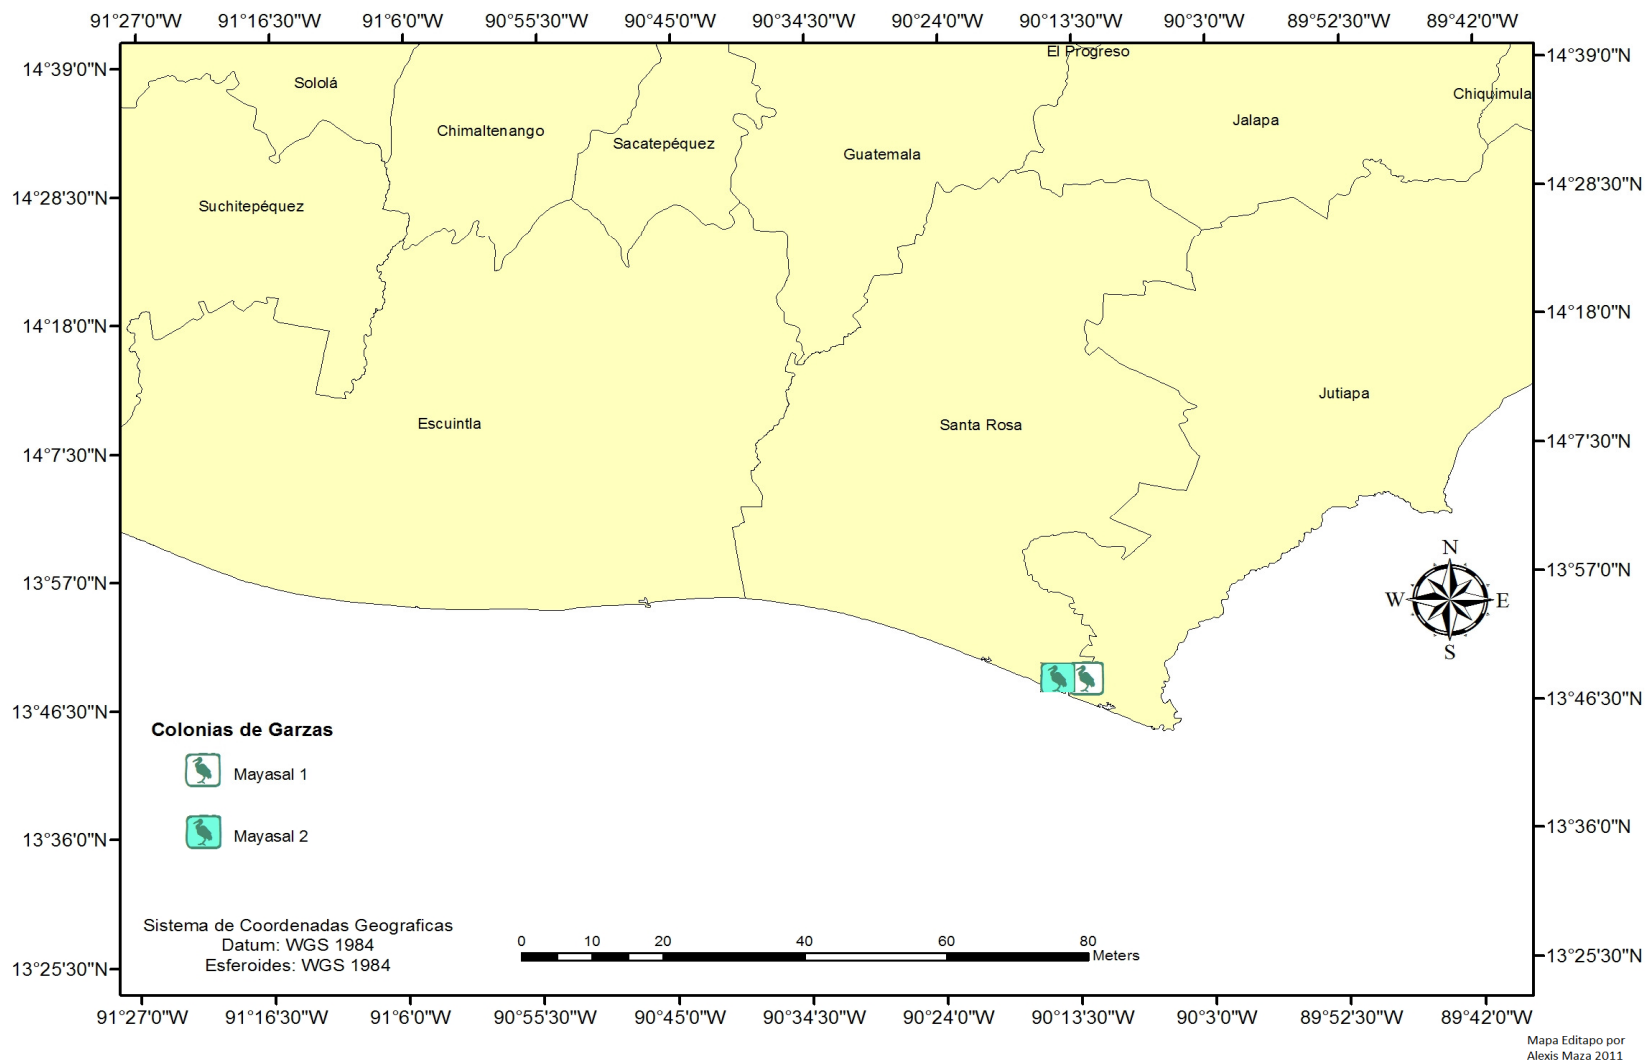 91°27'0"W 91°16'30"W 91°6'0"W 90°55'30"W 90°45'0"W 90°34'30"W 90°24'0"W 90°13'30"W 90°3'0"W 89°52'30"W 89°42'0"W
El Progreso
14°39'0"N 14°39'0"N
Sololá
Chiquimula
Jalapa
Chimaltenango
Sacatepéquez
Guatemala
14°28'30"N 14°28'30"N
Suchitepéquez
14°18'0"N 14°18'0"N
Jutiapa
Escuintla
Santa Rosa
14°7'30"N 14°7'30"N
N
13°57'0"N 13°57'0"N
W E
S
13°46'30"N 13°46'30"N
Colonias de Garzas
Mayasal 1
Mayasal 2
13°36'0"N 13°36'0"N
Sistema de Coordenadas Geograficas
Datum: WGS 1984
Esferoides: WGS 1984
0 10 20 40 60 80
Meters
13°25'30"N 13°25'30"N
91°27'0"W 91°16'30"W 91°6'0"W 90°55'30"W 90°45'0"W 90°34'30"W 90°24'0"W 90°13'30"W 90°3'0"W 89°52'30"W 89°42'0"W
Mapa Editapo por
Alexis Maza 2011